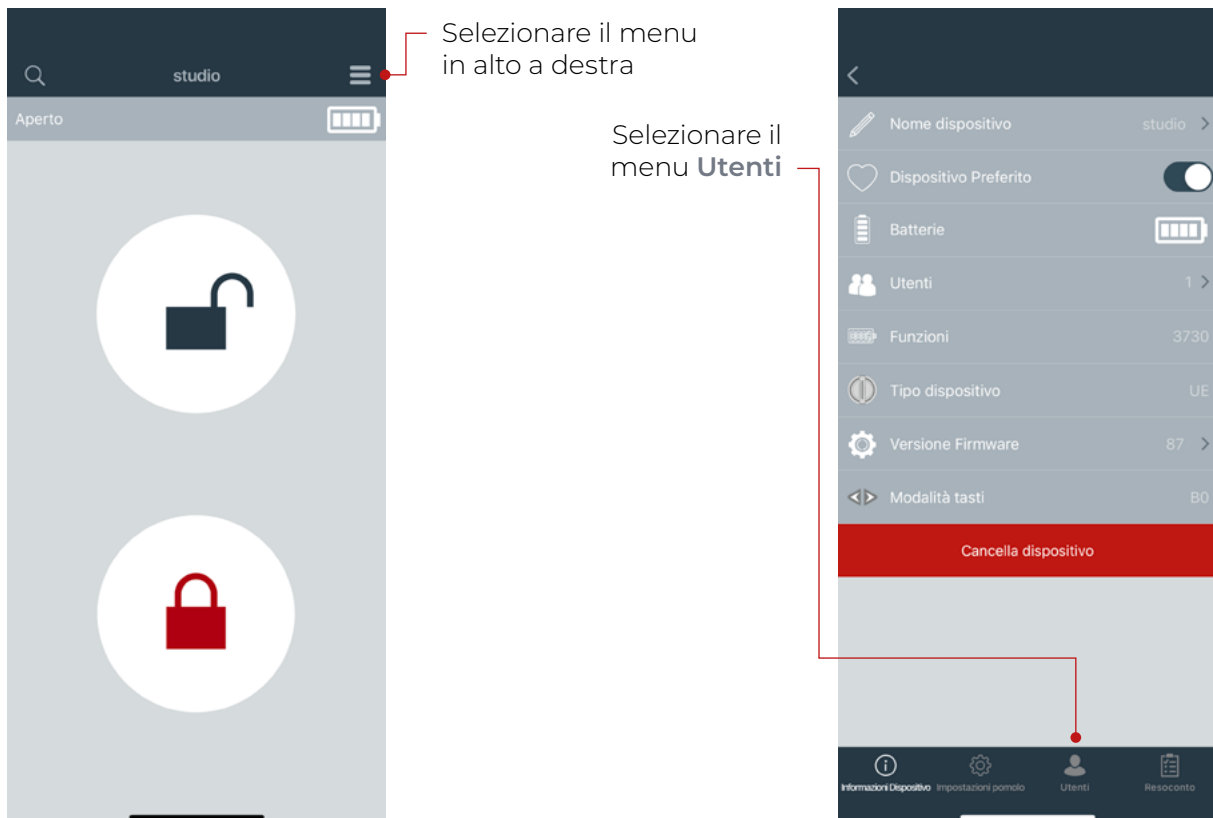 studio
Aperto
Selezionare il menu
in alto a destra
Selezionare il
menu Utenti
Nome dispositivo studio
Dispositivo Preferito
Batterie
Utenti 1
Funzioni 3730
Tipo dispositivo UE
Versione Firmware 87
Modalità tasti B0
Cancella dispositivo
Informazioni Dispositivo Impostazioni pomolo Utenti Resoconto